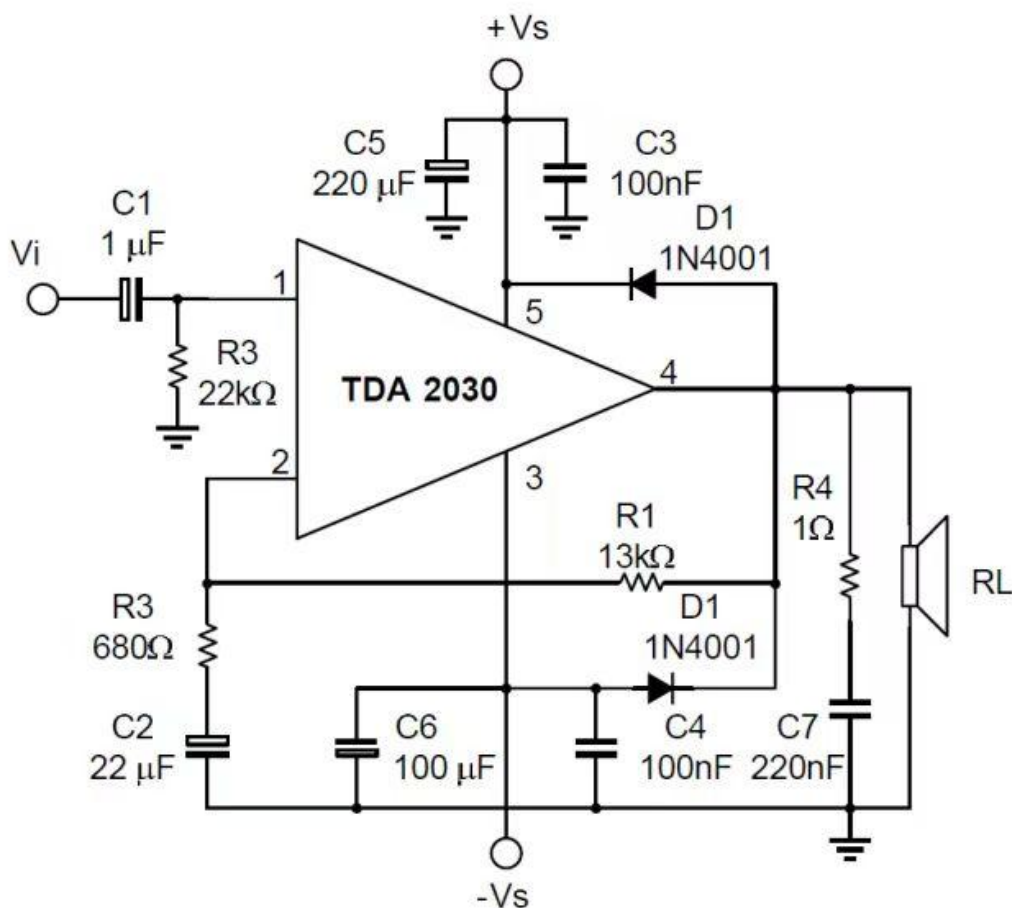 +Vs
C5
220 μF
C3
100nF
C1
1 μF
D1
1N4001
Vi
1
5
R3
22kΩ
TDA 2030
4
2
3
R4
1Ω
R1
13kΩ
RL
R3
680Ω
D1
1N4001
C2
22 μF
C6
100 μF
C4
100nF
C7
220nF
-Vs